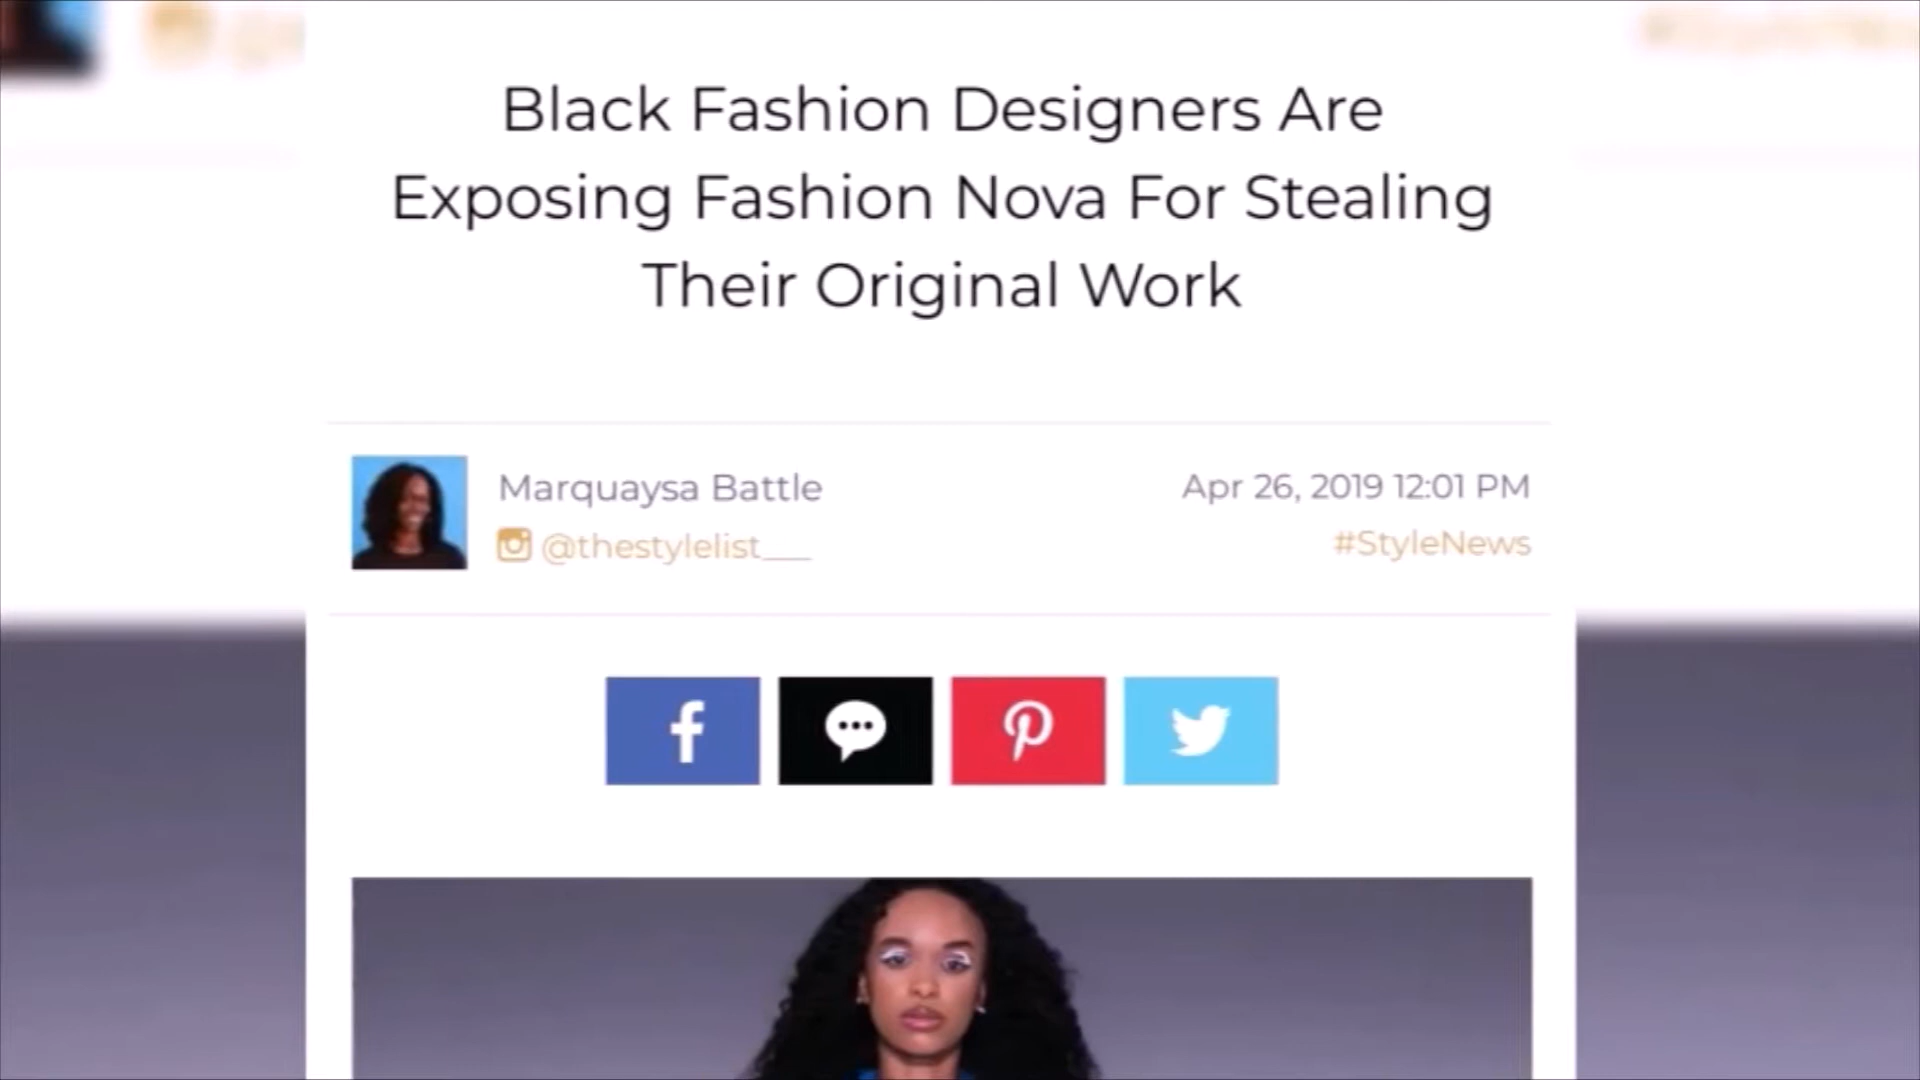 Black Fashion Designers Are
Exposing Fashion Nova For Stealing
Their Original Work
Marquaysa Battle
Apr 26, 2019 12:01 PM
@thestylelist___
#StyleNews